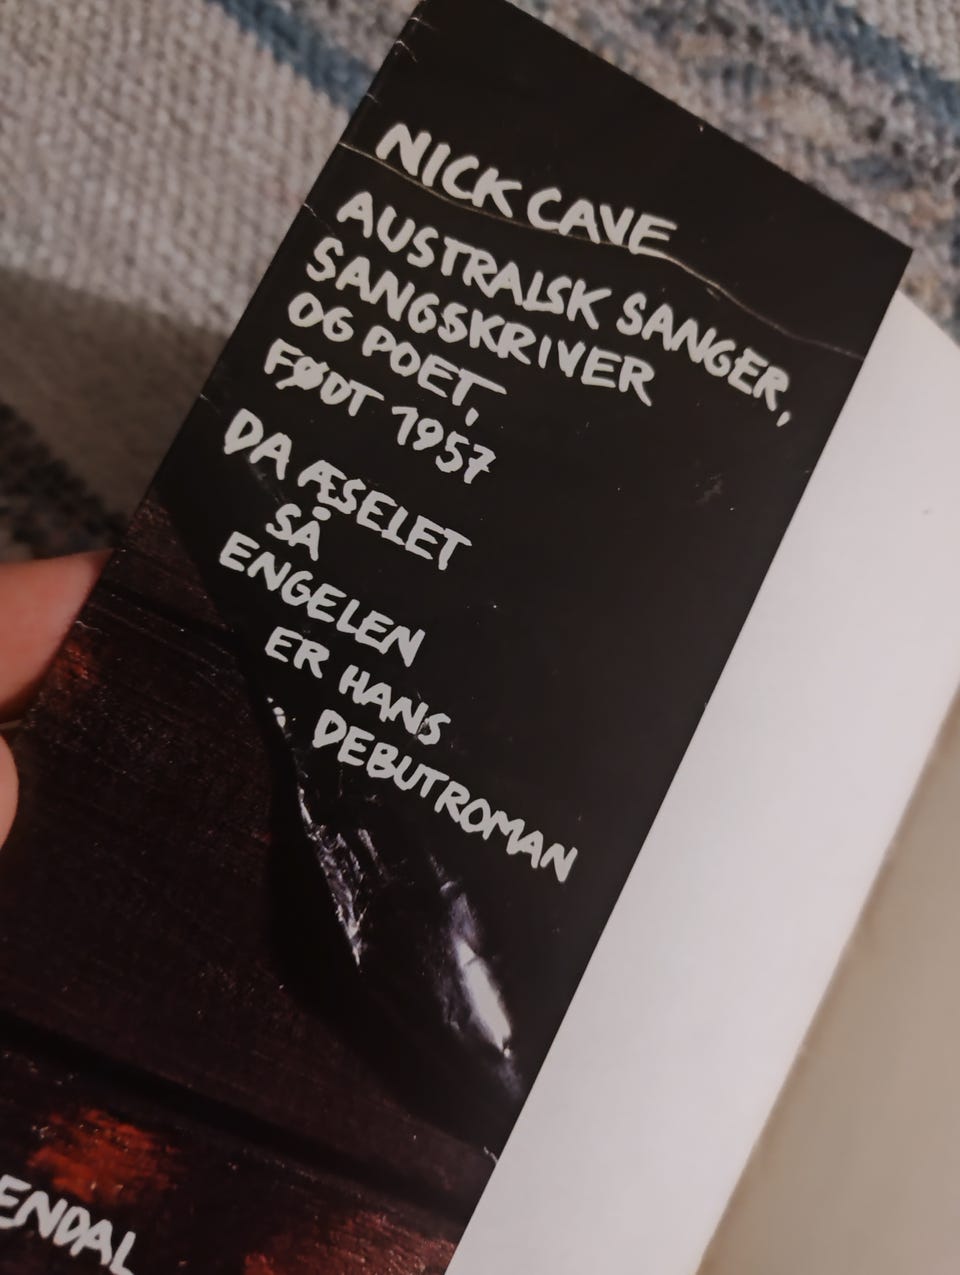 NICK CAVE
AUSTRALSK SANGER,
SANGSKRIVER
OG POET,
FØDT 1957
DA ÆSELET
SÅ
ENGELEN
ER HANS
DEBUTROMAN
ENDAL